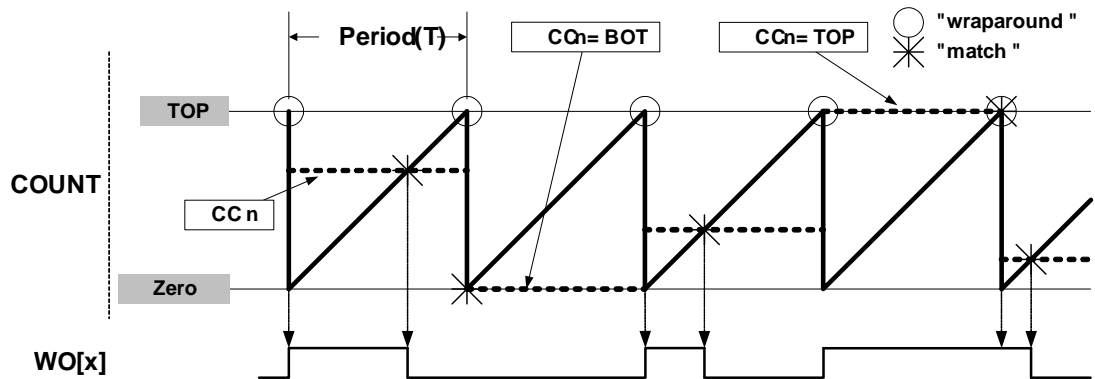 Period(T)
CCn= BOT
CCn= TOP
"wraparound "
"match "
TOP
COUNT
CC n
Zero
WO[x]